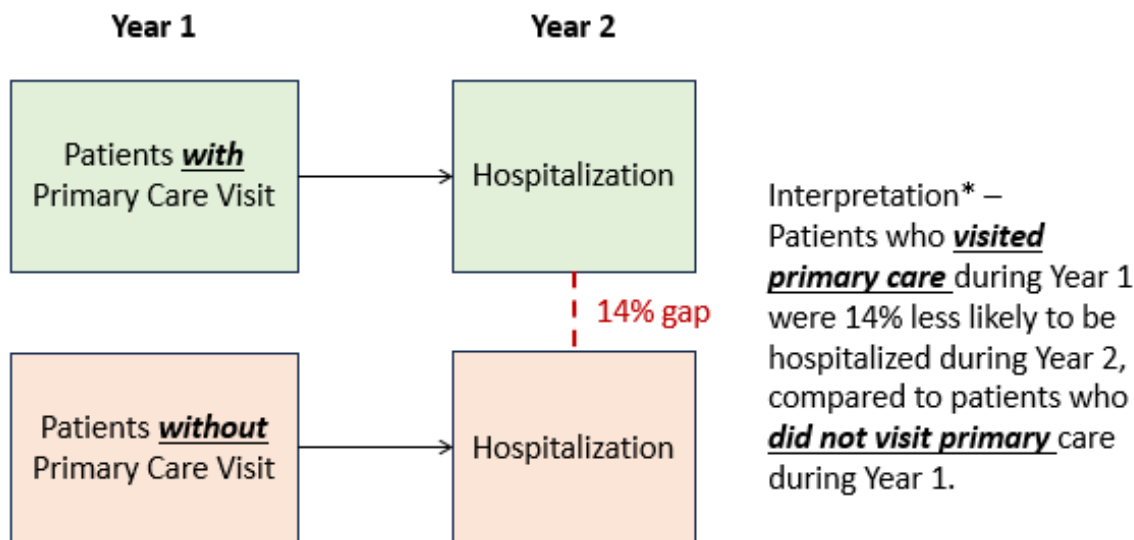 Year 1
Year 2
Patients with
Primary Care Visit
Hospitalization
14% gap
Patients without
Primary Care Visit
Hospitalization
Interpretation* –
Patients who visited
primary care during Year 1
were 14% less likely to be
hospitalized during Year 2,
compared to patients who
did not visit primary care
during Year 1.